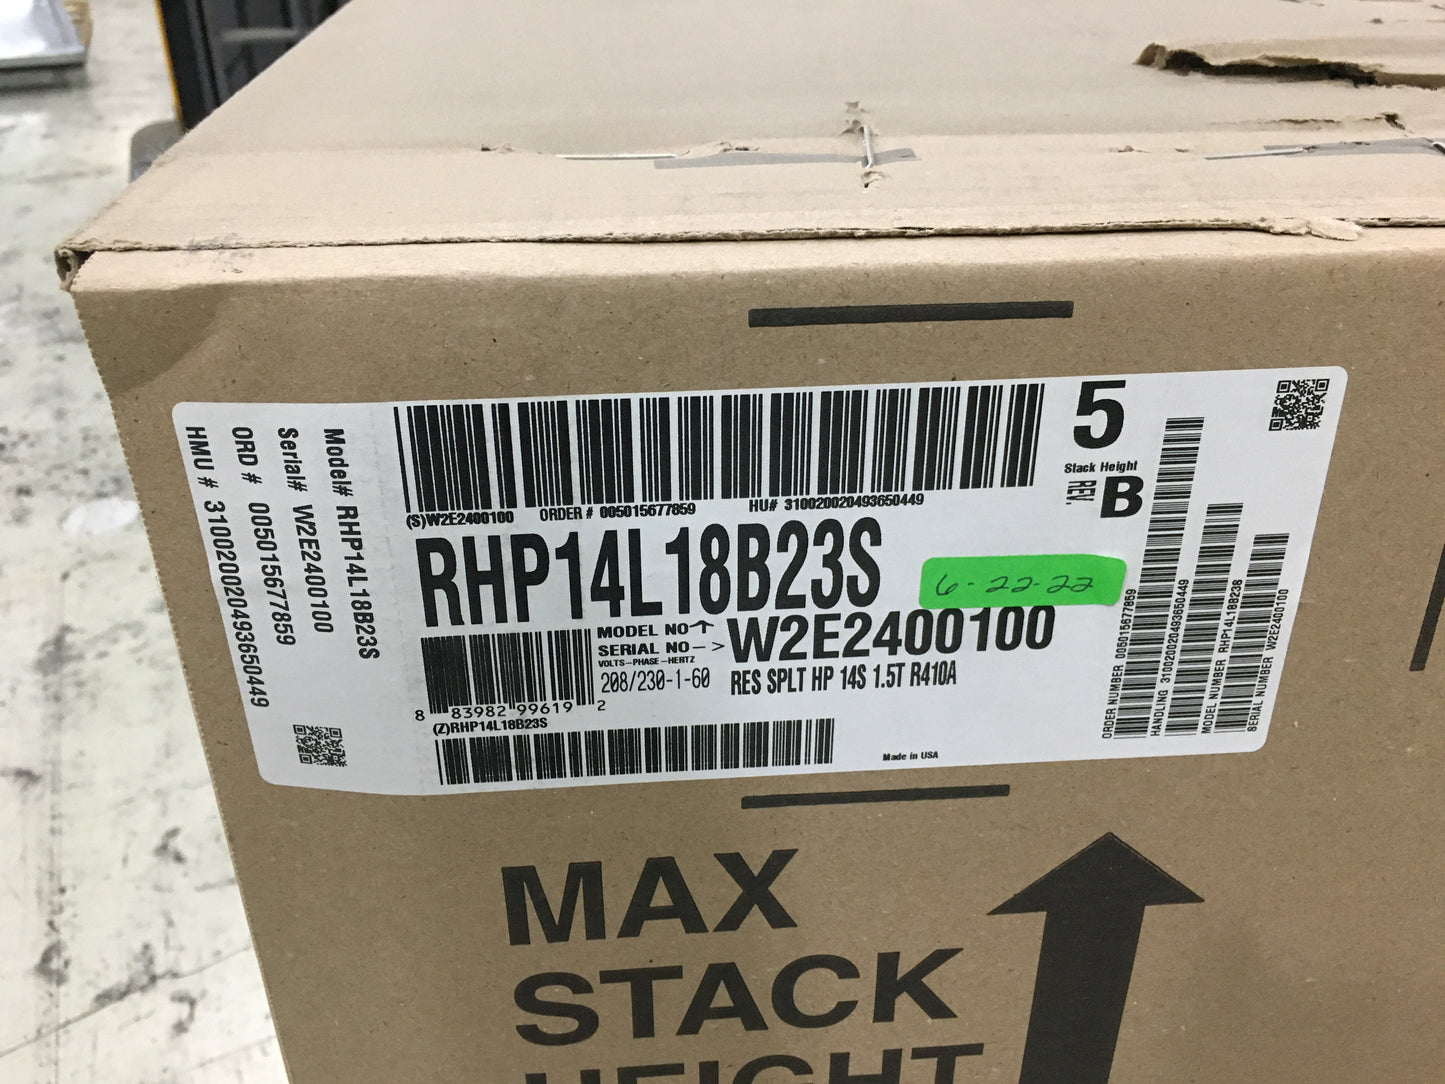 Model# RHP14L18B23S
Serial# W2E2400100
ORD # 005015677859
HMU # 310020020493650449
(S)W2E2400100 ORDER # 005015677859 HU# 310020020493650449
5
Stack Height
REV. B
RHP14L18B23S
6-22-22
MODEL NO
SERIAL NO-> W2E2400100
VOLTS-PHASE-HERTZ
208/230-1-60 RES SPLT HP 14S 1.5T R410A
8 83982 99619 2
(Z)RHP14L18B23S
Made in USA
ORDER NUMBER 005015677859
HANDLING 310020020493650449
MODEL NUMBER RHP14L18B23S
SERIAL NUMBER W2E2400100
MAX
STACK
HEIGHT